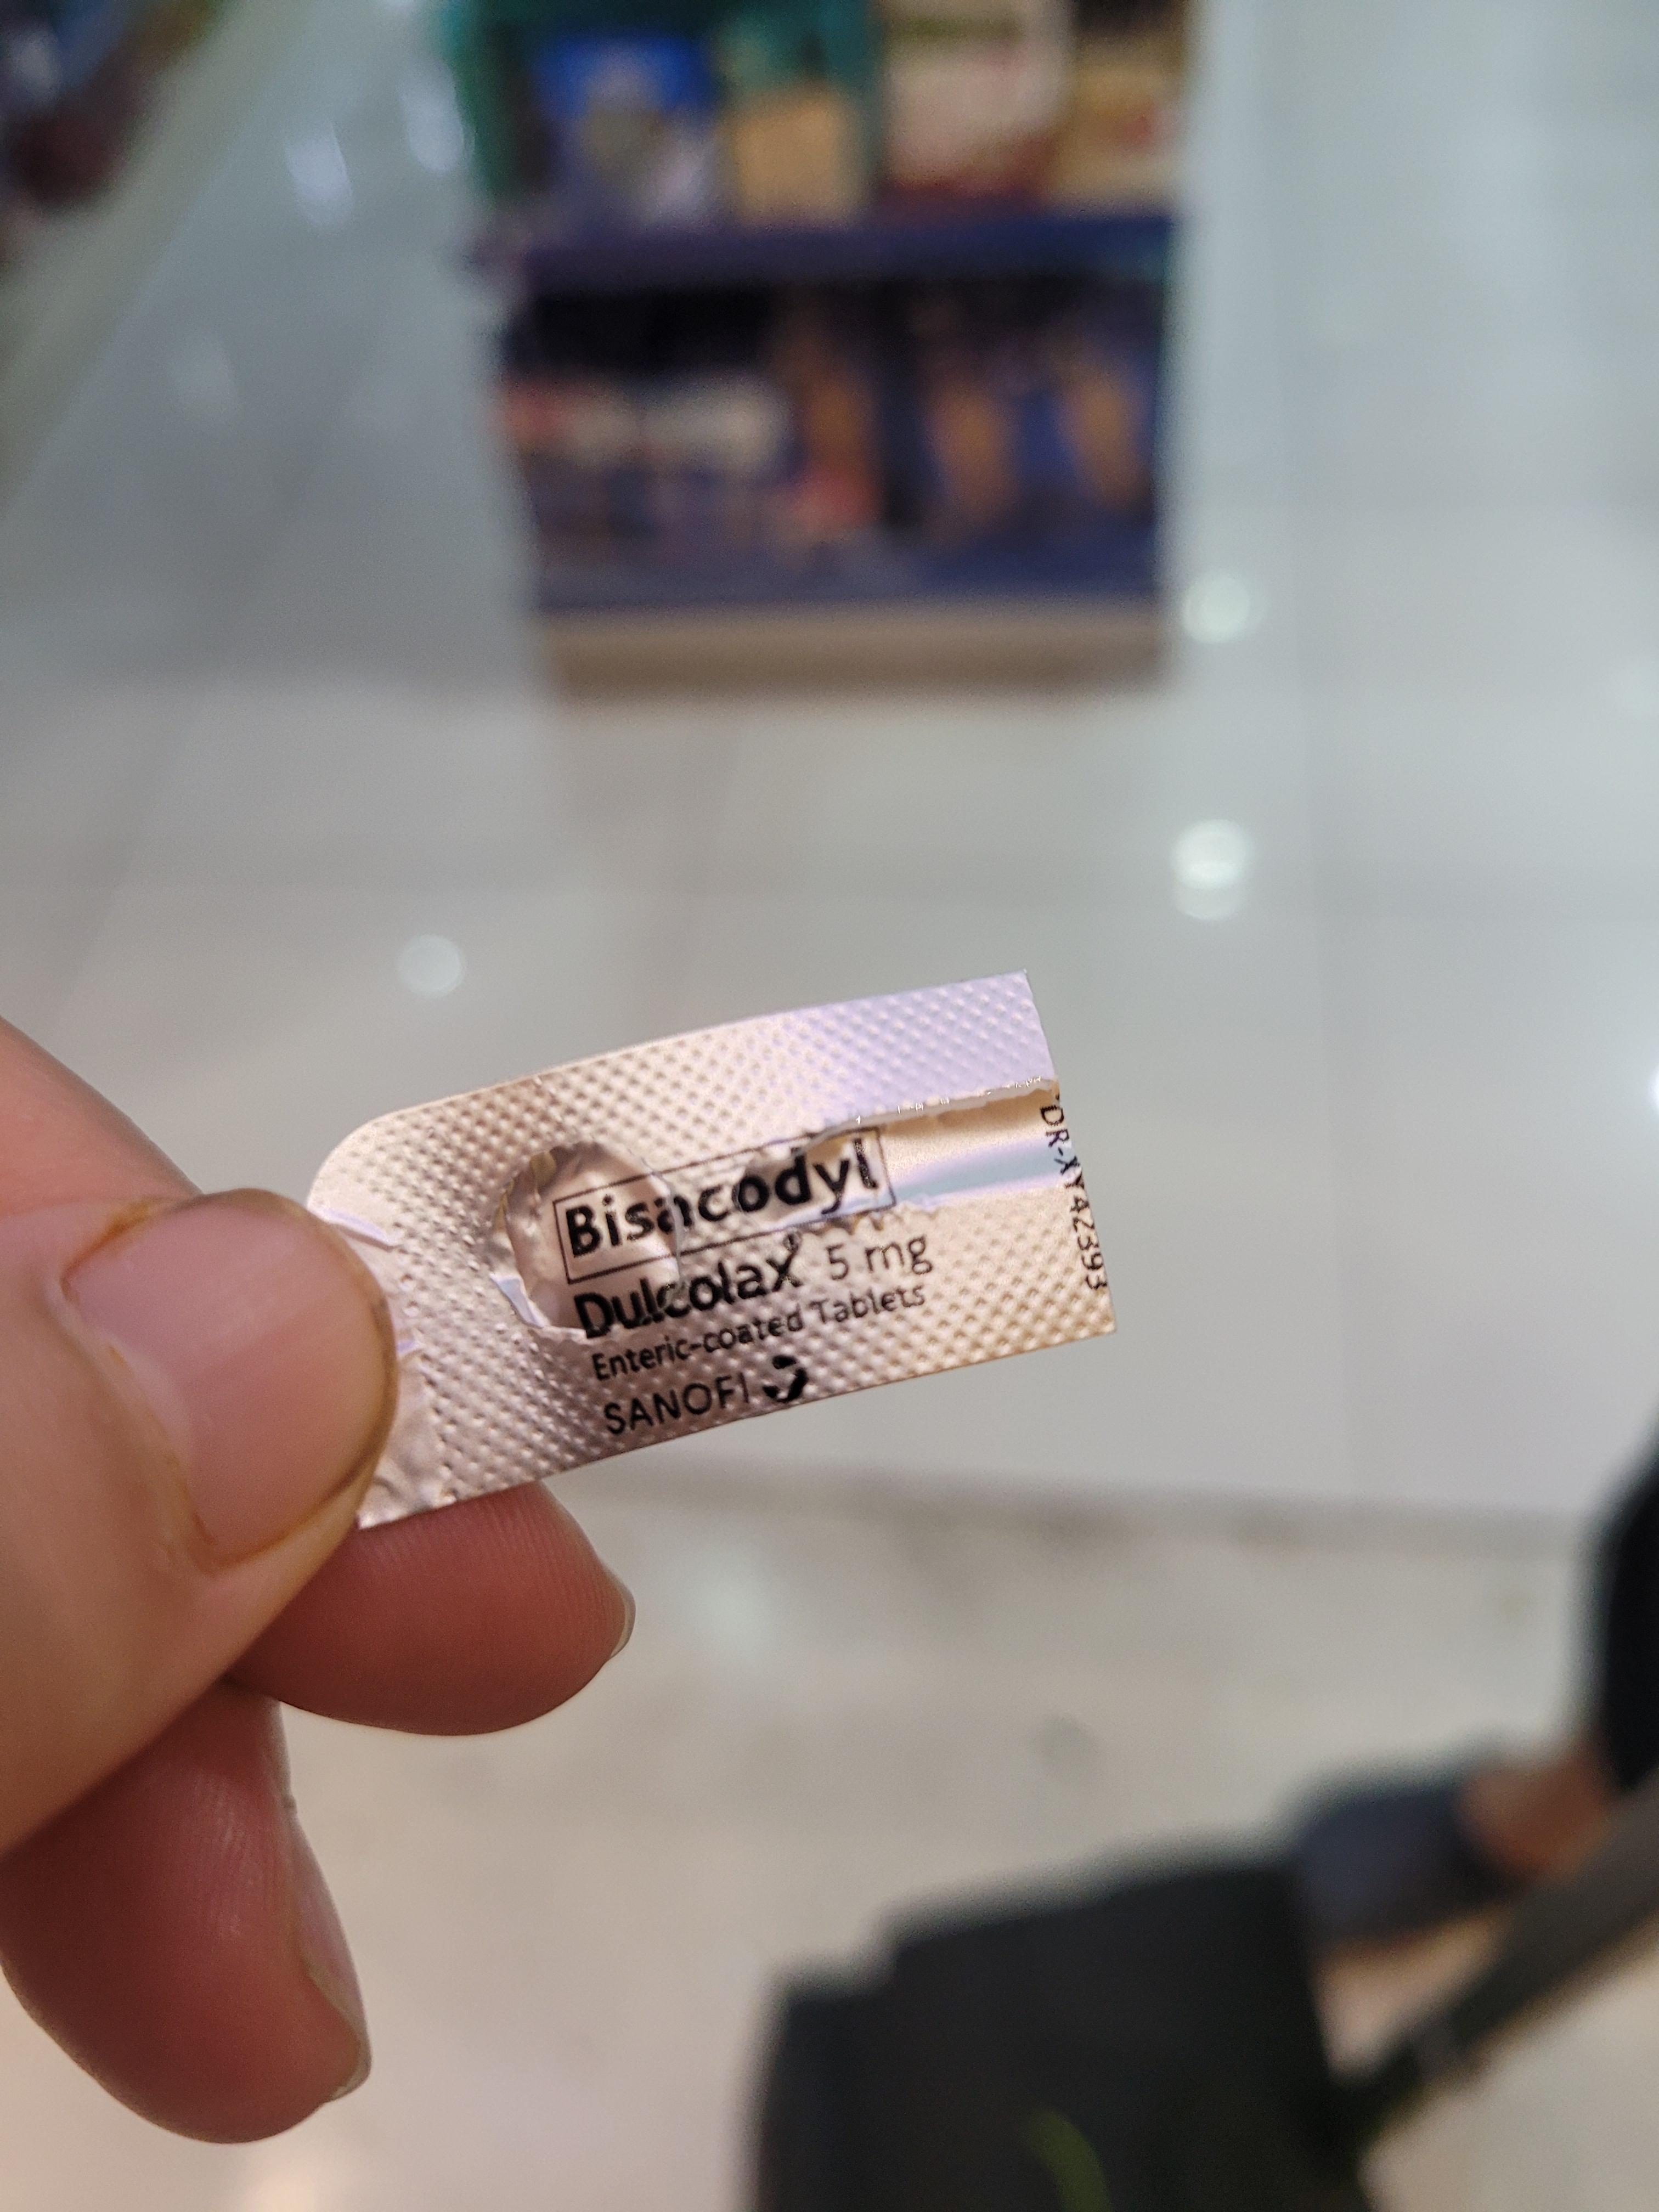 Bisacodyl
Dulcolax® 5 mg
Enteric-coated Tablets
SANOFI
DR-XY42393